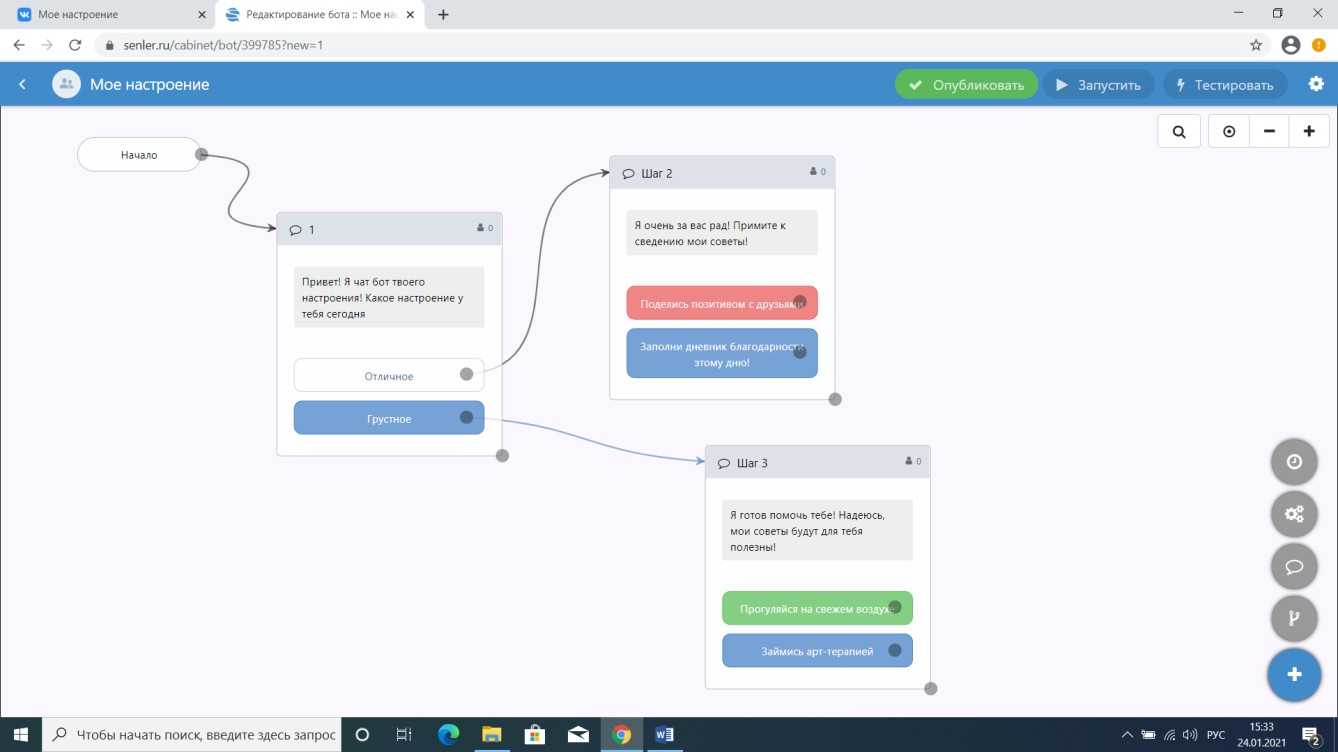 Мое настроение
Редактирование бота :: Мое нас
senler.ru/cabinet/bot/399785?new=1
Мое настроение
Опубликовать
Запустить
Тестировать
Начало
1
0
Привет! Я чат бот твоего
настроения! Какое настроение у
тебя сегодня
Отличное
Грустное
Шаг 2
0
Я очень за вас рад! Примите к
сведению мои советы!
Поделись позитивом с друзьями
Заполни дневник благодарности
этому дню!
Шаг 3
0
Я готов помочь тебе! Надеюсь,
мои советы будут для тебя
полезны!
Прогуляйся на свежем воздухе
Займись арт-терапией
Чтобы начать поиск, введите здесь запрос
РУС
15:33
24.01.2021
2